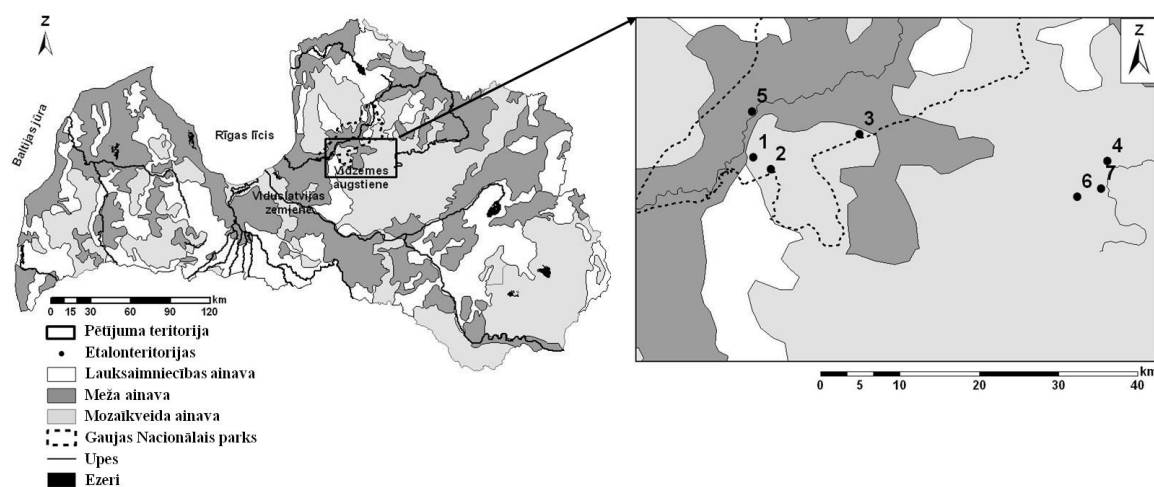 Z
Baltijas jūra
Rīgas līcis
Vidzemes
augstiene
Viduslatvijas
zemiene
km
0 15 30 60 90 120
Pētījuma teritorija
Etalonteritorijas
Lauksaimniecības ainava
Meža ainava
Mozaīkveida ainava
Gaujas Nacionālais parks
Upes
Ezeri
Z
5
3
1
2
4
6
7
km
0 5 10 20 30 40